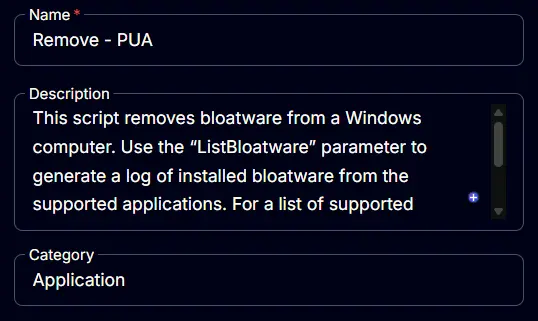 Name *
Remove - PUA
Description
This script removes bloatware from a Windows
computer. Use the “ListBloatware” parameter to
generate a log of installed bloatware from the
supported applications. For a list of supported
Category
Application